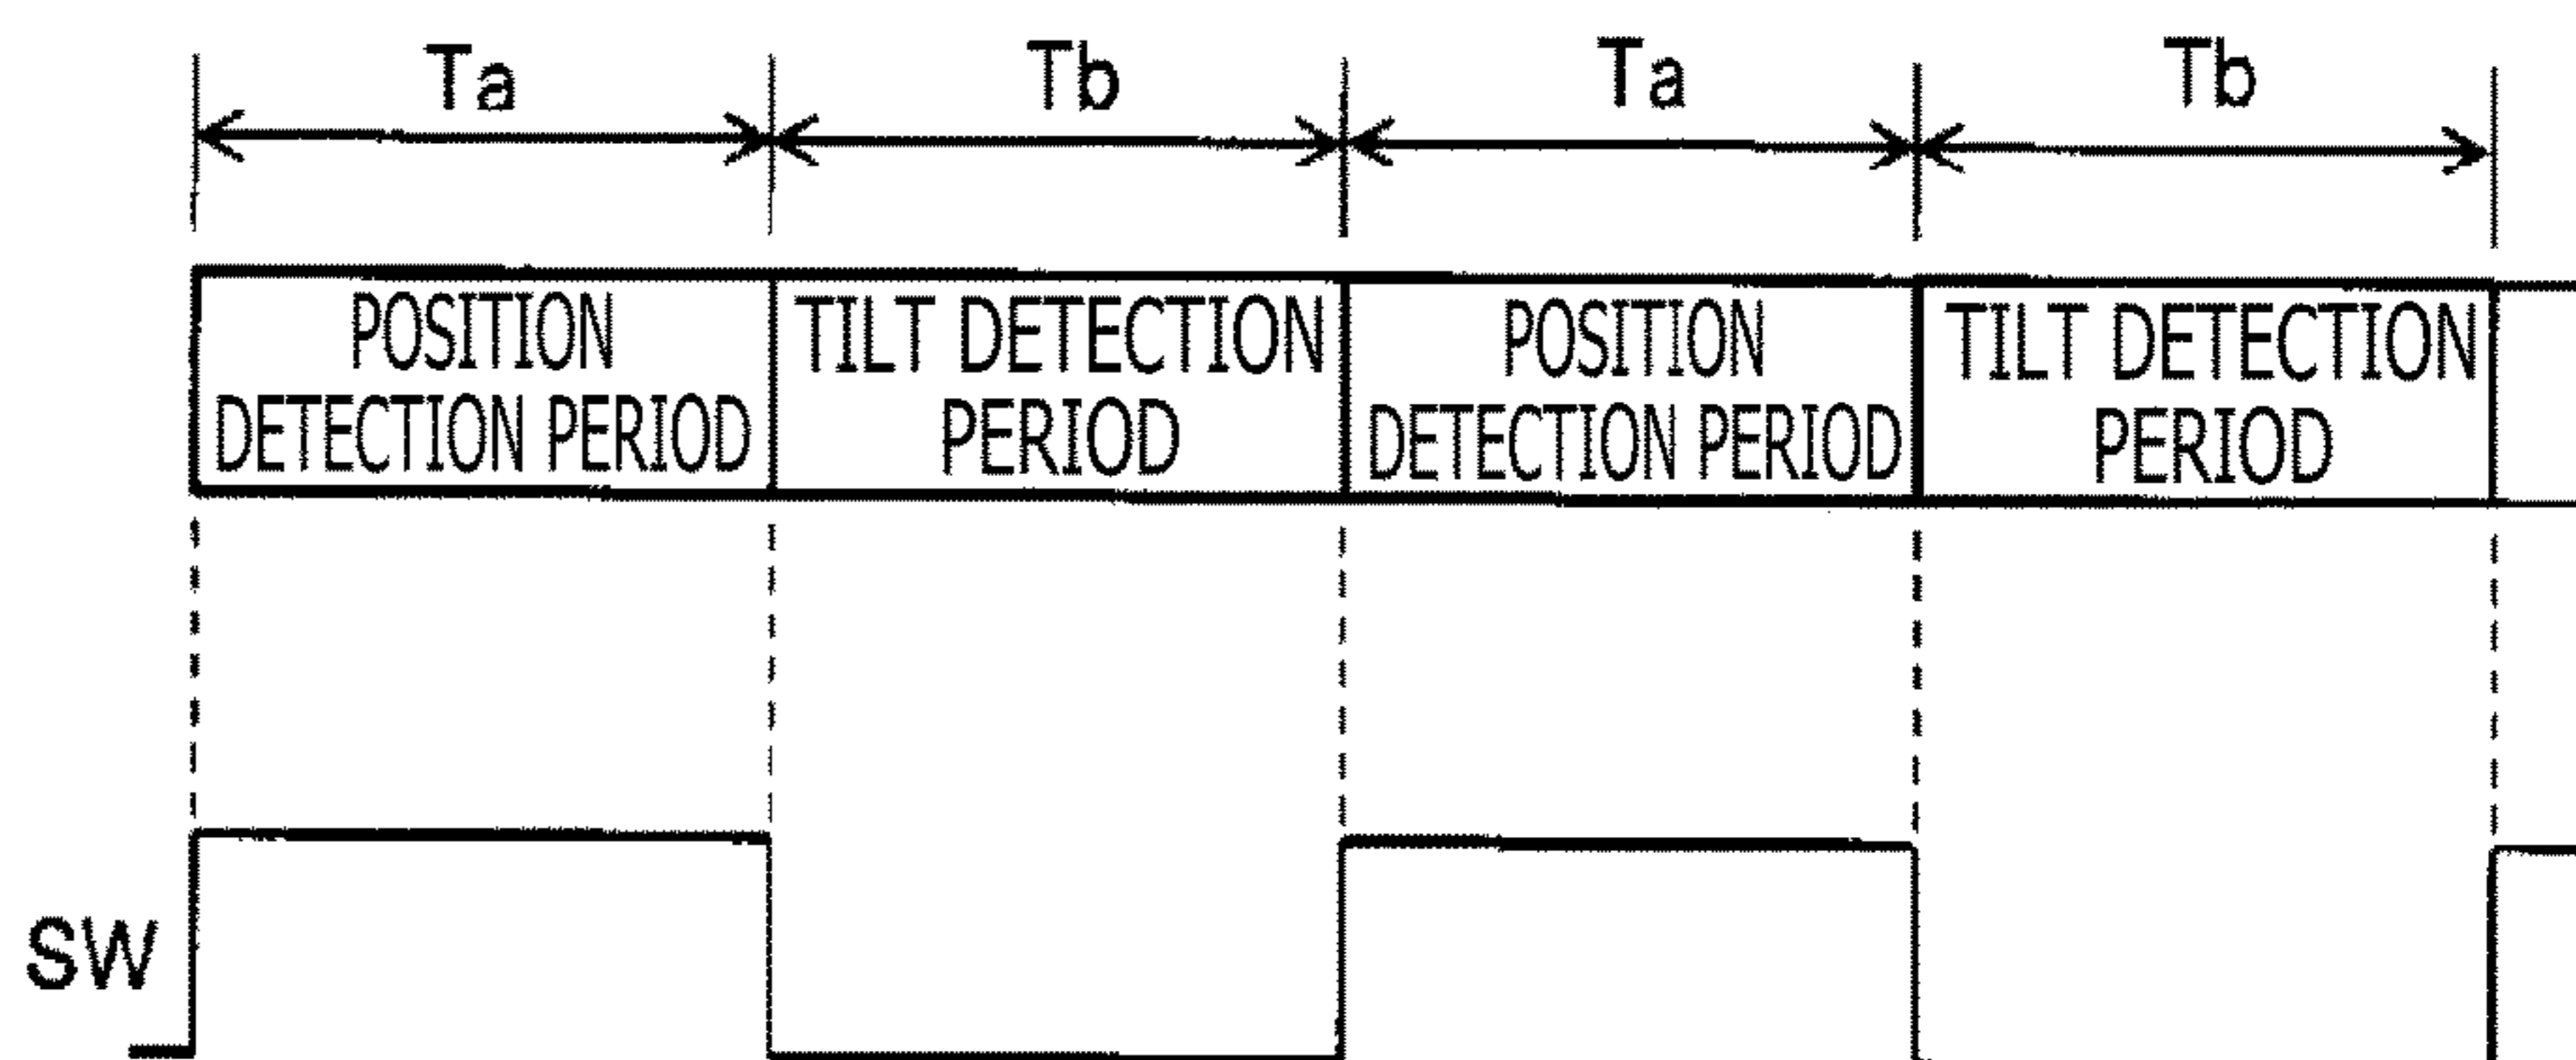 Ta Tb Ta Tb
POSITION
DETECTION PERIOD
TILT DETECTION
PERIOD
POSITION
DETECTION PERIOD
TILT DETECTION
PERIOD
SW